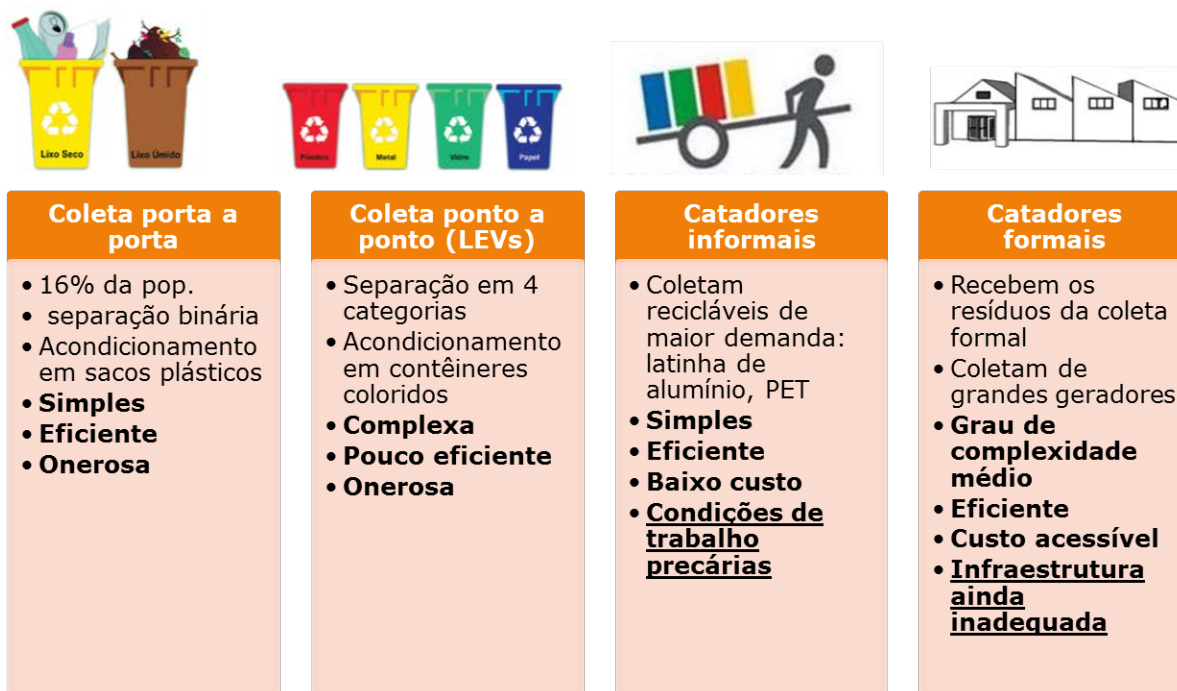 Lixo Seco
Lixo Úmido
Plástico
Metal
Vidro
Papel
Coleta porta a
porta
• 16% da pop.
• separação binária
• Acondicionamento
em sacos plásticos
• Simples
• Eficiente
• Onerosa
Coleta ponto a
ponto (LEVs)
• Separação em 4
categorias
• Acondicionamento
em contêineres
coloridos
• Complexa
• Pouco eficiente
• Onerosa
Catadores
informais
• Coletam
recicláveis de
maior demanda:
latinha de
alumínio, PET
• Simples
• Eficiente
• Baixo custo
• Condições de
trabalho
precárias
Catadores
formais
• Recebem os
resíduos da coleta
formal
• Coletam de
grandes geradores
• Grau de
complexidade
médio
• Eficiente
• Custo acessível
• Infraestrutura
ainda
inadequada